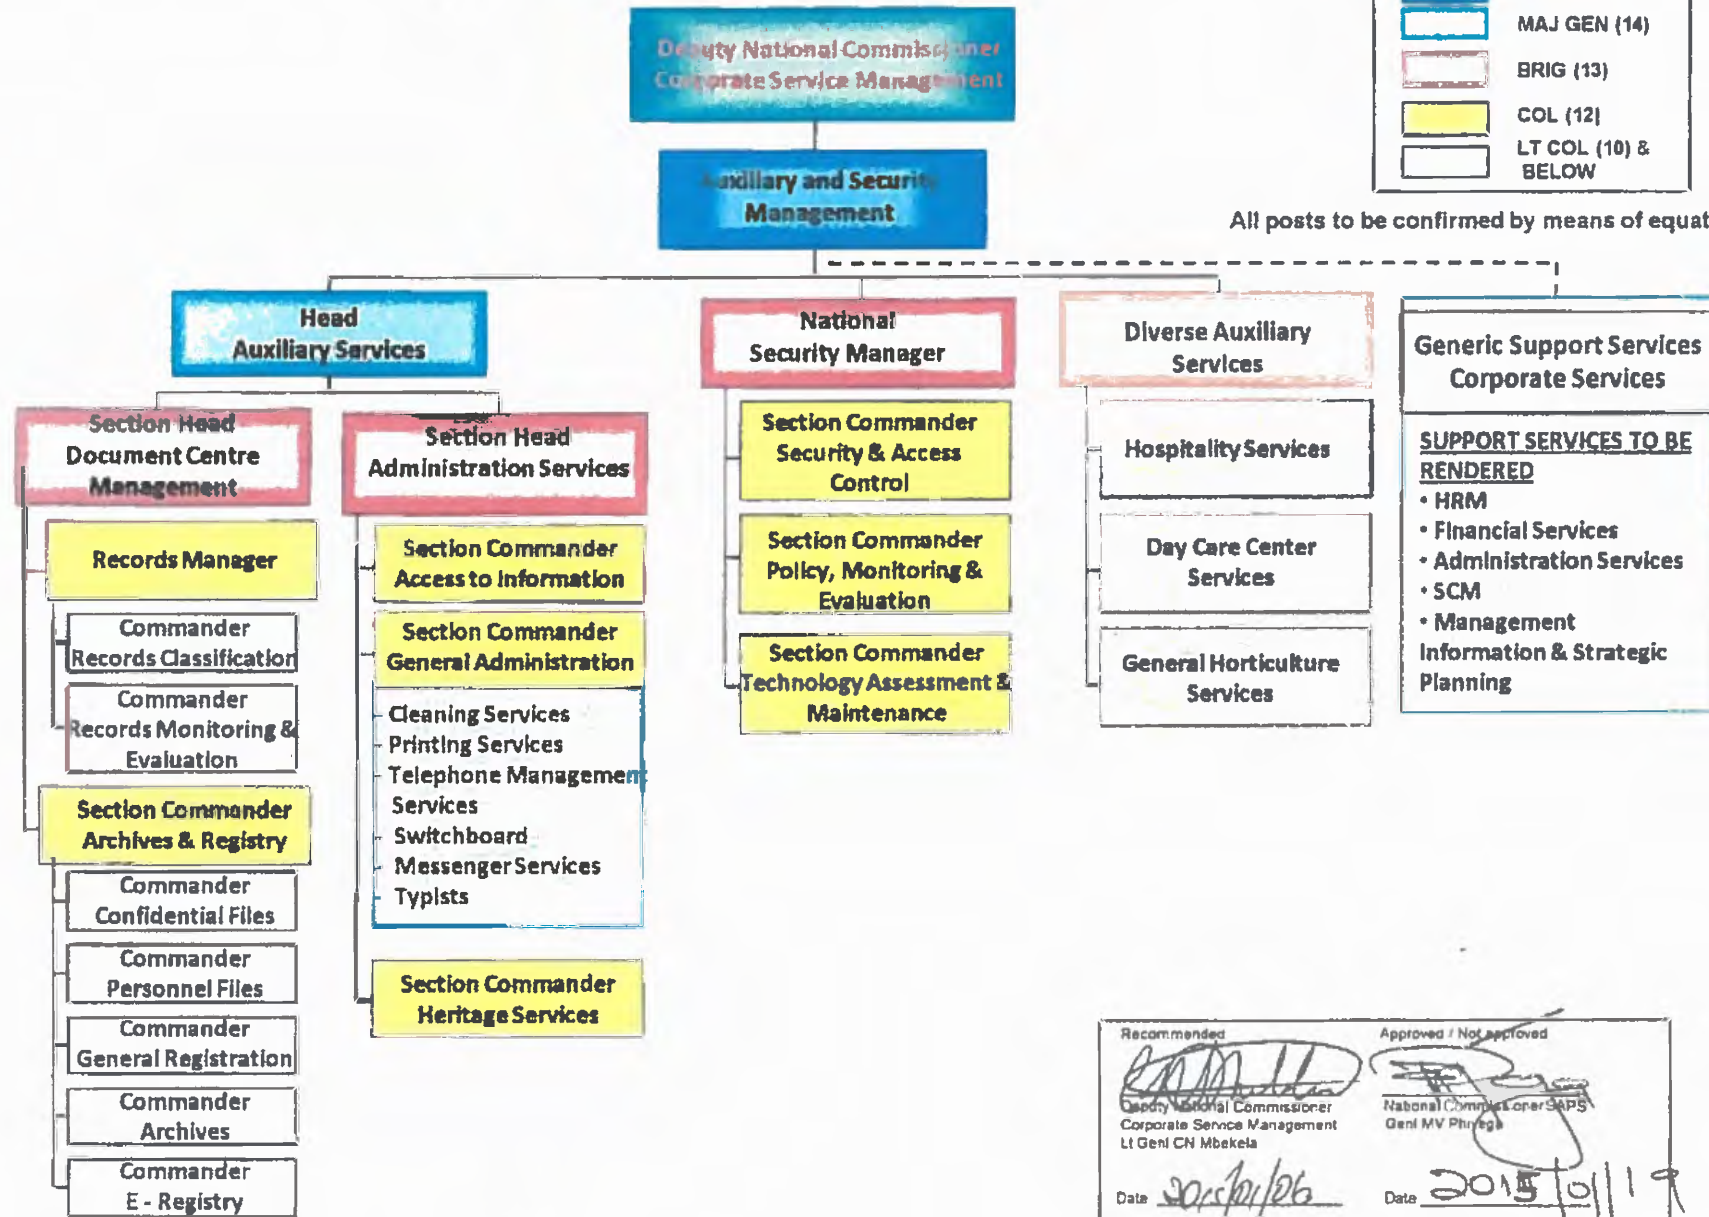 Deputy National Commissioner
Corporate Service Management
Auxiliary and Security
Management
MAJ GEN (14)
BRIG (13)
COL (12)
LT COL (10) &
BELOW
All posts to be confirmed by means of equat
Head
Auxiliary Services
National
Security Manager
Diverse Auxiliary
Services
Generic Support Services
Corporate Services
SUPPORT SERVICES TO BE
RENDERED
• HRM
• Financial Services
• Administration Services
• SCM
• Management
Information & Strategic
Planning
Section Head
Document Centre
Management
Records Manager
Commander
Records Classification
Commander
Records Monitoring &
Evaluation
Section Commander
Archives & Registry
Commander
Confidential Files
Commander
Personnel Files
Commander
General Registration
Commander
Archives
Commander
E - Registry
Section Head
Administration Services
Section Commander
Access to Information
Section Commander
General Administration
Cleaning Services
Printing Services
Telephone Management
Services
Switchboard
Messenger Services
Typists
Section Commander
Heritage Services
Section Commander
Security & Access
Control
Section Commander
Policy, Monitoring &
Evaluation
Section Commander
Technology Assessment &
Maintenance
Hospitality Services
Day Care Center
Services
General Horticulture
Services
Recommended
Deputy National Commissioner
Corporate Service Management
Lt Genl CN Mbekela
Date 2015/01/06
Approved / Not approved
National Commissioner SAPS
Genl MV Phiyega
Date 2015/01/19